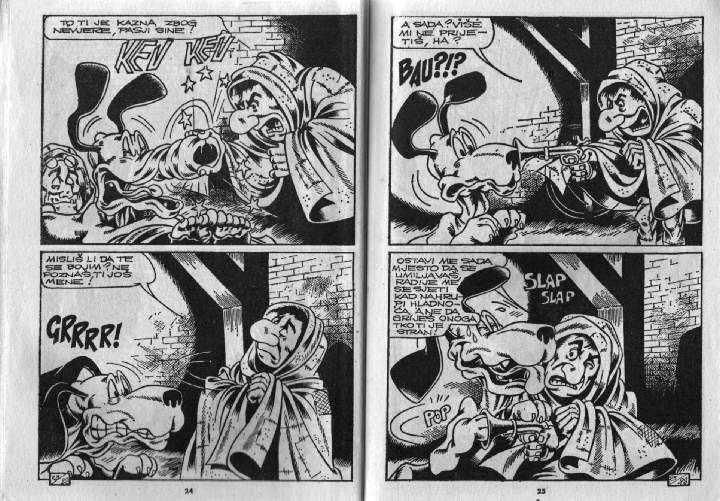 TO TI JE KAZNA ZBOG
NEVJERE, PASJI SINE!
KEV KEV
MISLIŠ LI DA TE
SE BOJIM? NE
POZNAŠ TI JOŠ
MENE!
GRRRR!
24
A SADA? VIŠE
MI NE PRIJE-
TIŠ, HA?
BAU?!?
OSTAVI ME SADA.
MJESTO DA SE
UMILJAVAŠ,
RADIJE ME
SE SJETI
KAD NAHRU-
PI HLADNO-
ĆA, A NE DA
GRIJEŠ ONOGA
TKO TI JE
STRAN!
SLAP
SLAP
POP
25